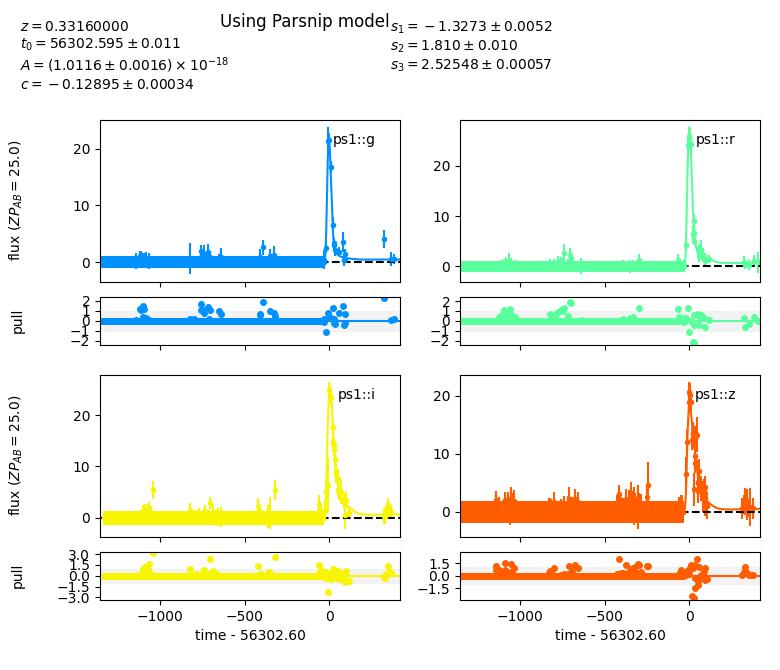 Using Parsnip model
z = 0.33160000
t₀ = 56302.595 ± 0.011
A = (1.0116 ± 0.0016) × 10⁻¹⁸
c = −0.12895 ± 0.00034
s₁ = −1.3273 ± 0.0052
s₂ = 1.810 ± 0.010
s₃ = 2.52548 ± 0.00057
flux (ZP_AB = 25.0)
20
10
0
ps1::g
20
10
0
ps1::r
pull
2
1
0
−1
−2
2
1
0
−1
−2
flux (ZP_AB = 25.0)
20
10
0
ps1::i
20
10
0
ps1::z
pull
3.0
1.5
0.0
−1.5
−3.0
1.5
0.0
−1.5
−1000 −500 0
time - 56302.60
−1000 −500 0
time - 56302.60